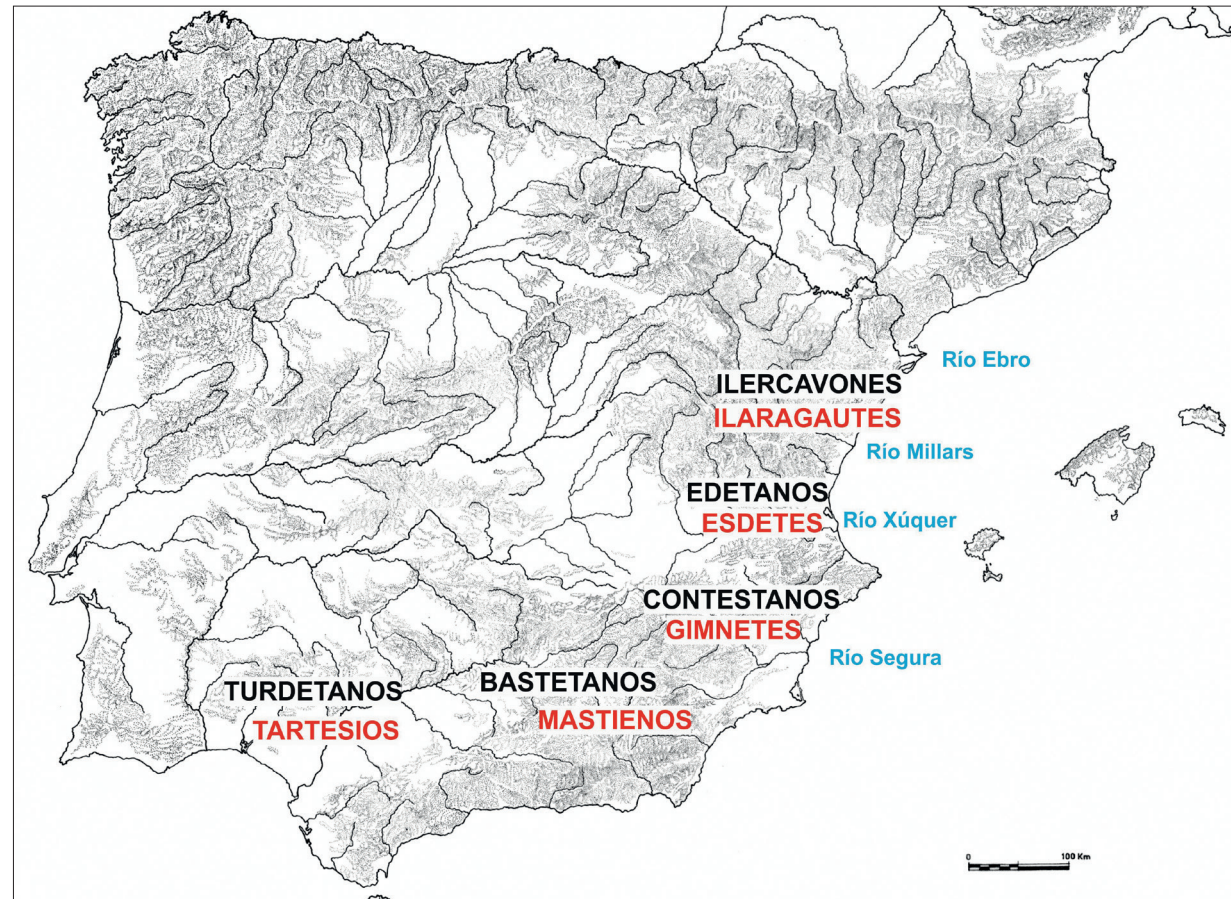 Río Ebro
ILERCAVONES
ILARAGAUTES
Río Millars
EDETANOS
ESDETES
Río Xúquer
CONTESTANOS
GIMNETES
Río Segura
TURDETANOS
TARTESIOS
BASTETANOS
MASTIENOS
0 100 Km